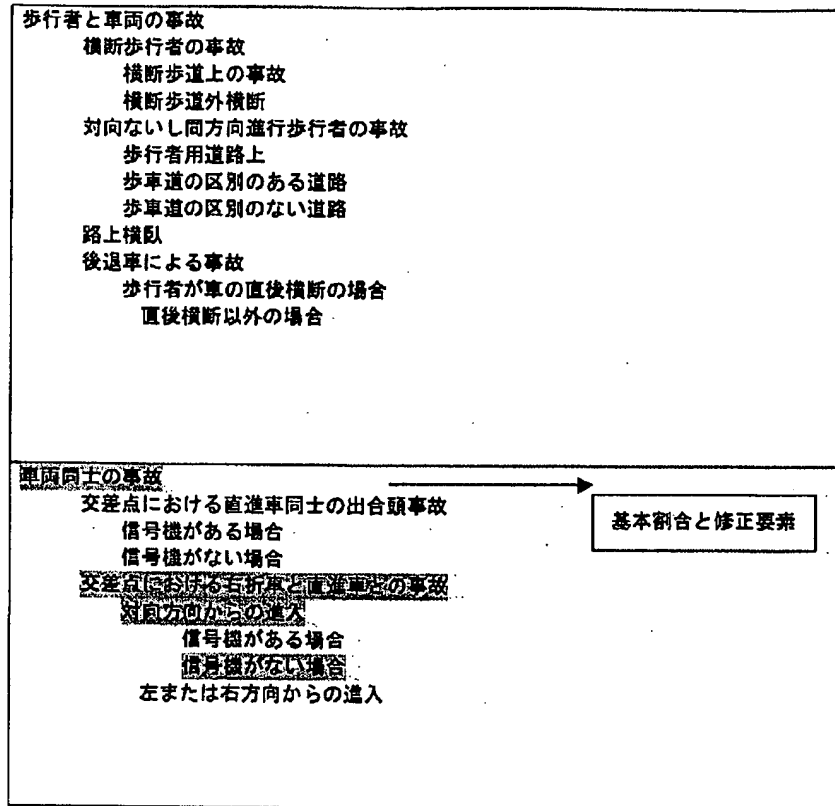 歩行者と車両の事故
横断歩行者の事故
横断歩道上の事故
横断歩道外横断
対向ないし同方向進行歩行者の事故
歩行者用道路上
歩車道の区別のある道路
歩車道の区別のない道路
路上横臥
後退車による事故
歩行者が車の直後横断の場合
直後横断以外の場合
車両同士の事故
交差点における直進車同士の出合頭事故
信号機がある場合
信号機がない場合
交差点における右折車と直進車との事故
対向方向からの進入
信号機がある場合
信号機がない場合
左または右方向からの進入
基本割合と修正要素